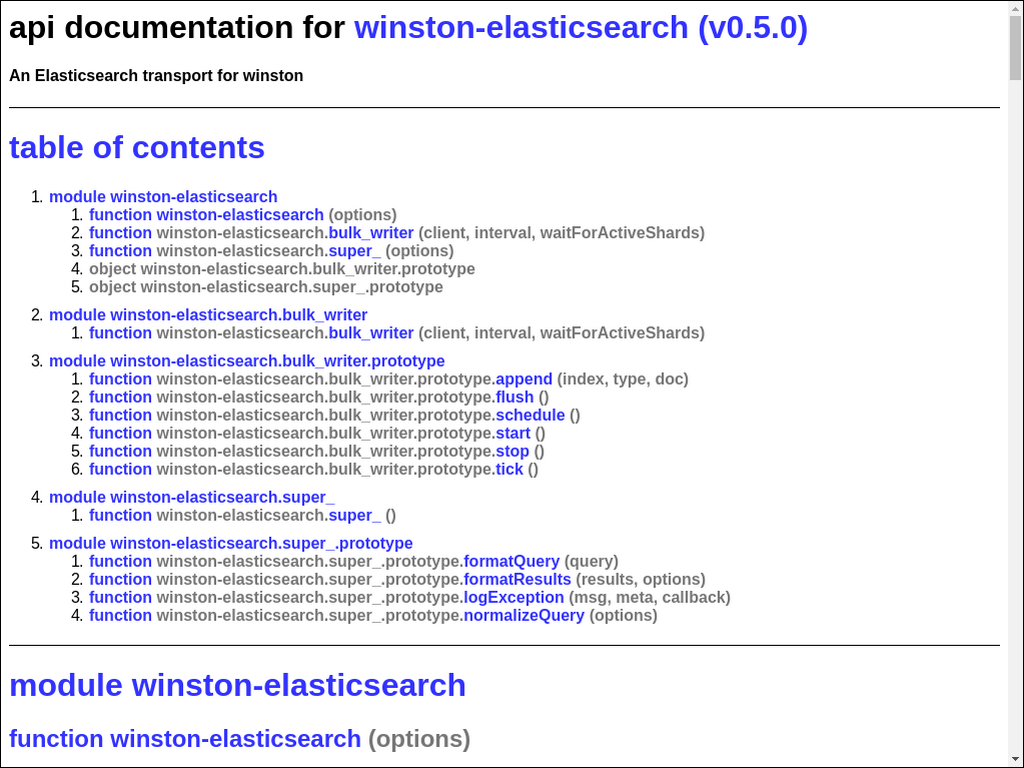 api documentation for winston-elasticsearch (v0.5.0)
An Elasticsearch transport for winston
table of contents
1. module winston-elasticsearch
1. function winston-elasticsearch (options)
2. function winston-elasticsearch.bulk_writer (client, interval, waitForActiveShards)
3. function winston-elasticsearch.super_ (options)
4. object winston-elasticsearch.bulk_writer.prototype
5. object winston-elasticsearch.super_.prototype
2. module winston-elasticsearch.bulk_writer
1. function winston-elasticsearch.bulk_writer (client, interval, waitForActiveShards)
3. module winston-elasticsearch.bulk_writer.prototype
1. function winston-elasticsearch.bulk_writer.prototype.append (index, type, doc)
2. function winston-elasticsearch.bulk_writer.prototype.flush ()
3. function winston-elasticsearch.bulk_writer.prototype.schedule ()
4. function winston-elasticsearch.bulk_writer.prototype.start ()
5. function winston-elasticsearch.bulk_writer.prototype.stop ()
6. function winston-elasticsearch.bulk_writer.prototype.tick ()
4. module winston-elasticsearch.super_
1. function winston-elasticsearch.super_ ()
5. module winston-elasticsearch.super_.prototype
1. function winston-elasticsearch.super_.prototype.formatQuery (query)
2. function winston-elasticsearch.super_.prototype.formatResults (results, options)
3. function winston-elasticsearch.super_.prototype.logException (msg, meta, callback)
4. function winston-elasticsearch.super_.prototype.normalizeQuery (options)
module winston-elasticsearch
function winston-elasticsearch (options)